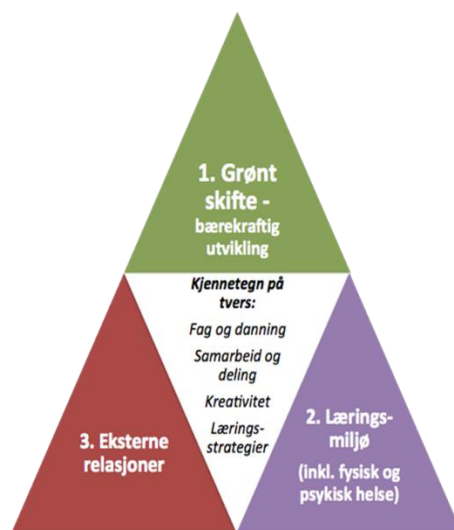 1. Grønt
skifte -
bærekraftig
utvikling
Kjennetegn på
tvers:
Fag og danning
Samarbeid og
deling
Kreativitet
Lærings-
strategier
3. Eksterne
relasjoner
2. Lærings-
miljø
(inkl. fysisk og
psykisk helse)